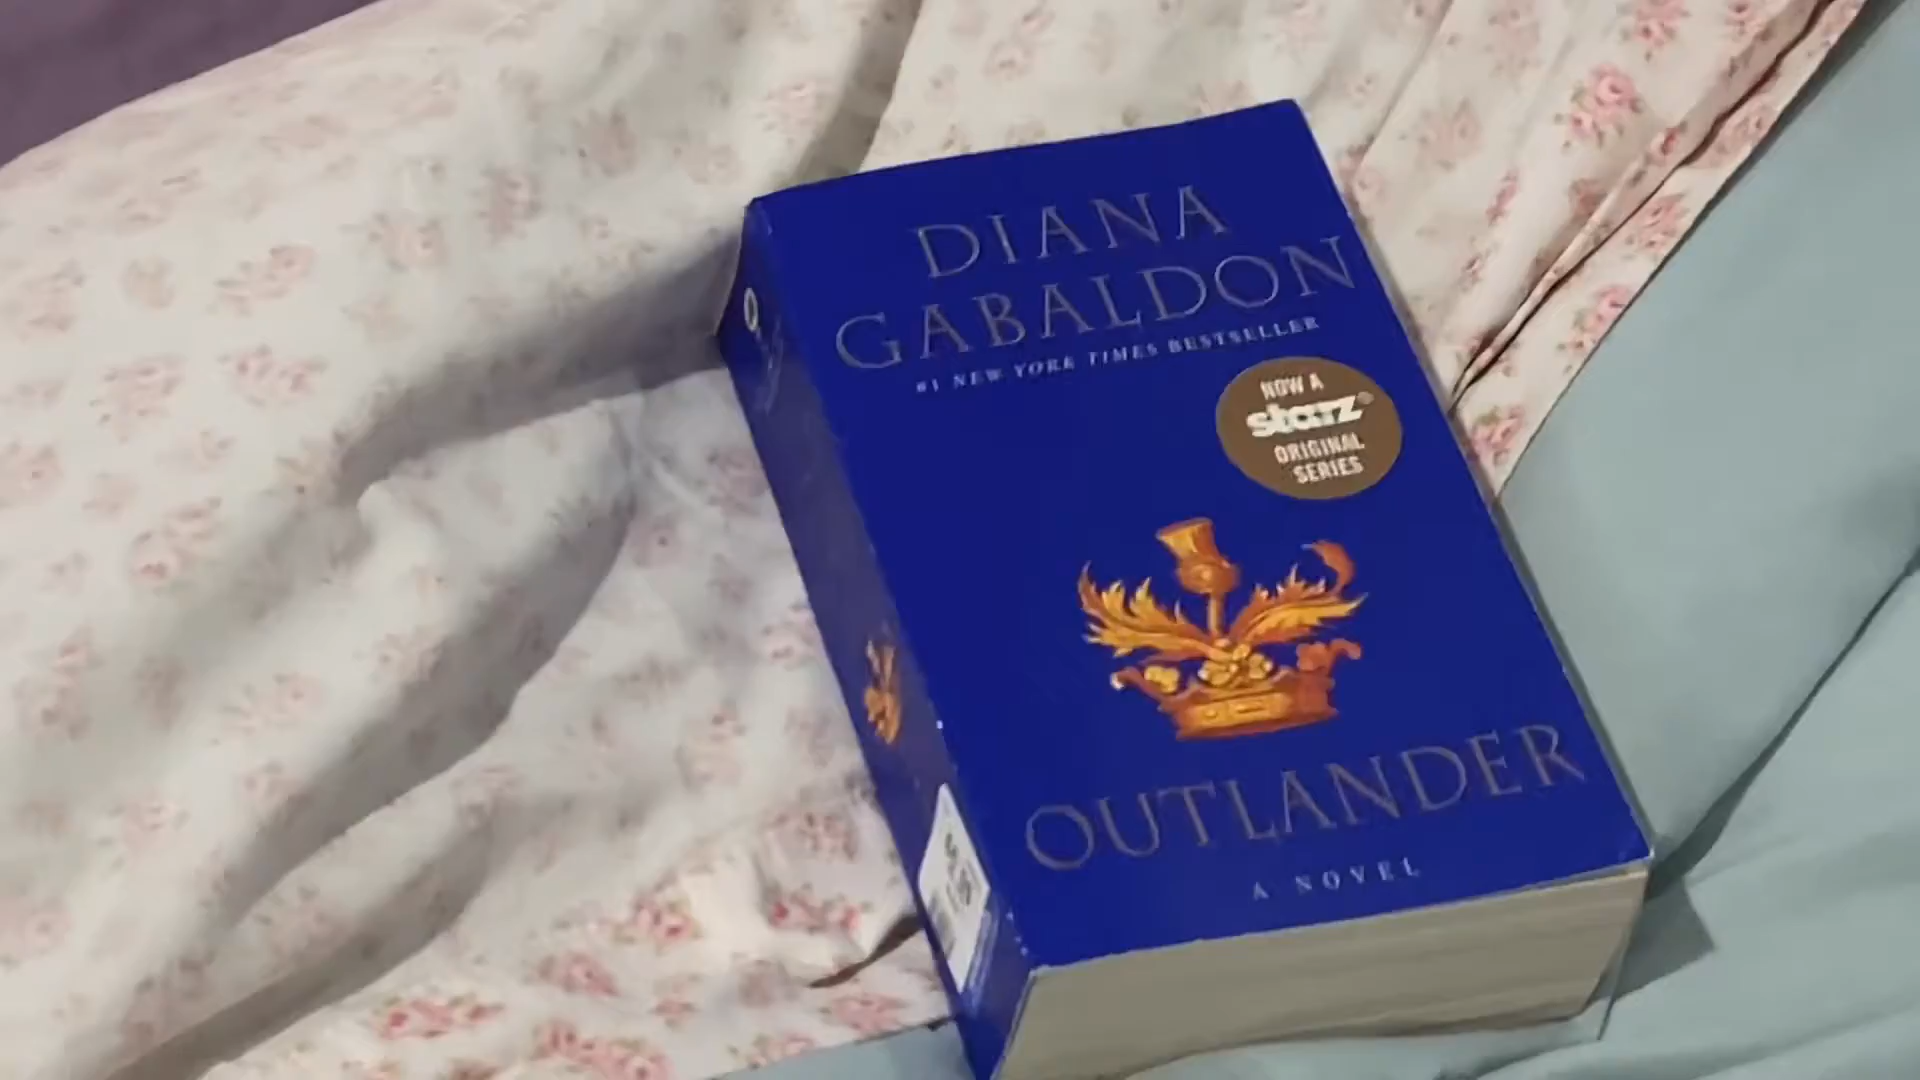 DIANA
GABALDON
#1 NEW YORK TIMES BESTSELLER
NOW A
starz®
ORIGINAL
SERIES
OUTLANDER
A NOVEL